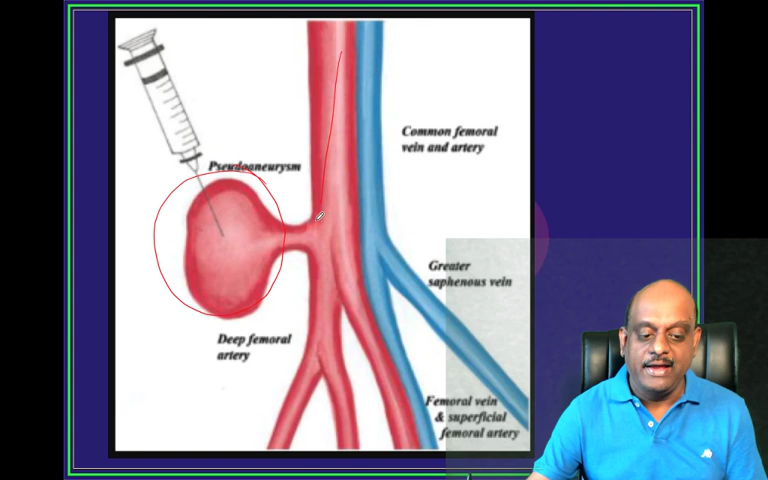 Common femoral
vein and artery
Pseudoaneurysm
Greater
saphenous vein
Deep femoral
artery
Femoral vein
& superficial
femoral artery